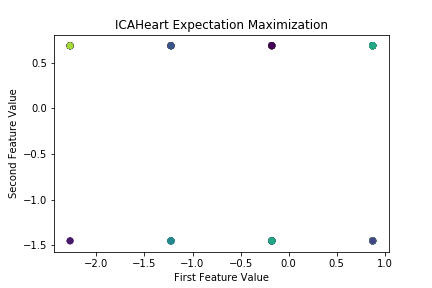 ICAHeart Expectation Maximization
Second Feature Value
0.5
0.0
−0.5
−1.0
−1.5
−2.0 −1.5 −1.0 −0.5 0.0 0.5 1.0
First Feature Value